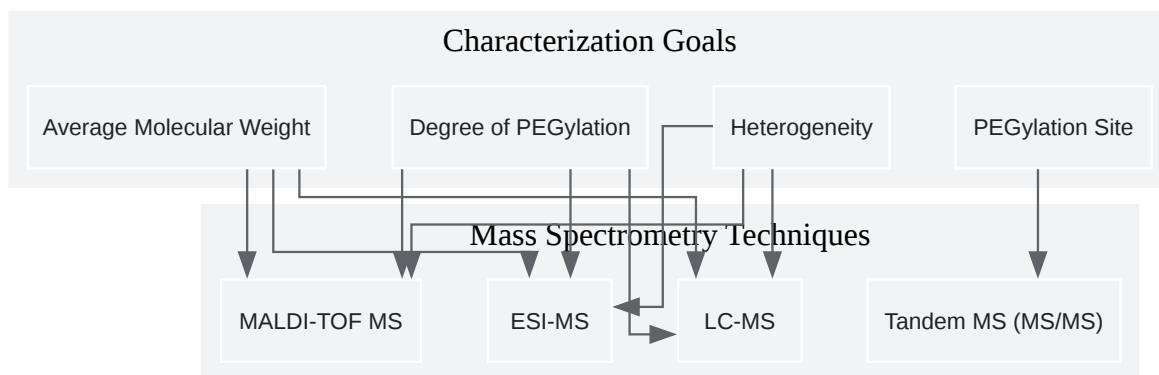 Characterization Goals
Average Molecular Weight
Degree of PEGylation
Heterogeneity
PEGylation Site
Mass Spectrometry Techniques
MALDI-TOF MS
ESI-MS
LC-MS
Tandem MS (MS/MS)